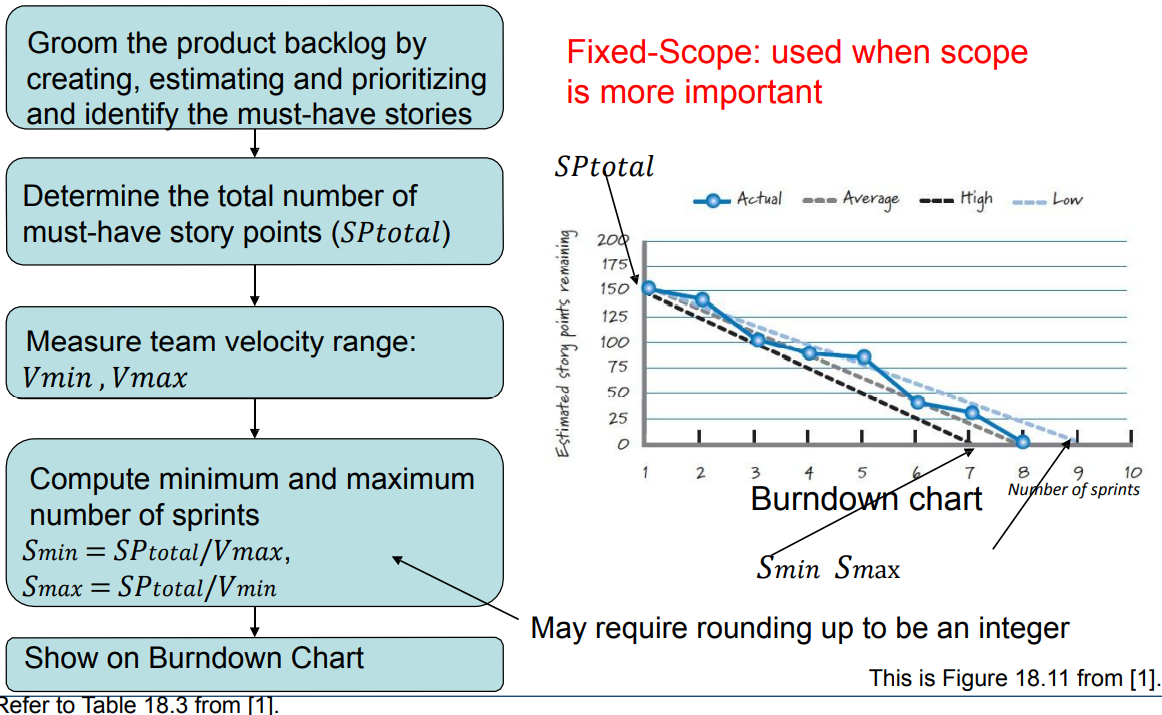 Groom the product backlog by
creating, estimating and prioritizing
and identify the must-have stories
Determine the total number of
must-have story points (SPtotal)
Measure team velocity range:
Vmin , Vmax
Compute minimum and maximum
number of sprints
Smin = SPtotal/Vmax,
Smax = SPtotal/Vmin
Show on Burndown Chart
Refer to Table 18.3 from [1].
Fixed-Scope: used when scope
is more important
SPtotal
Actual Average High Low
Estimated story points remaining
200
175
150
125
100
75
50
25
0
1 2 3 4 5 6 7 8 9 10
Number of sprints
Burndown chart
Smin Smax
May require rounding up to be an integer
This is Figure 18.11 from [1].